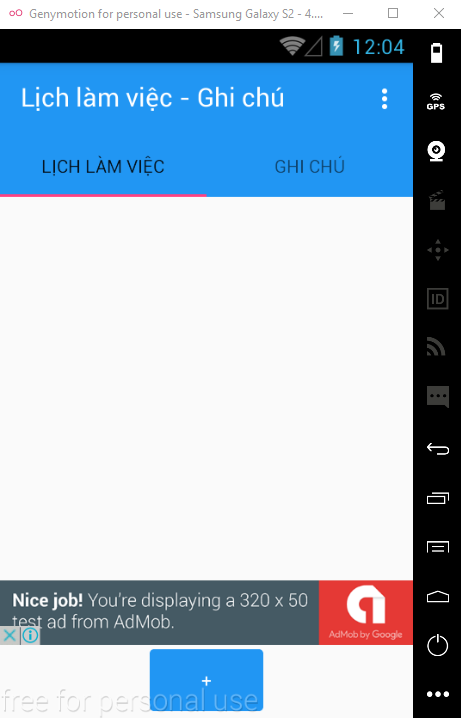 Genymotion for personal use - Samsung Galaxy S2 - 4....
12:04
GPS
Lịch làm việc - Ghi chú
LỊCH LÀM VIỆC
GHI CHÚ
ID
Nice job! You're displaying a 320 x 50
test ad from AdMob.
AdMob by Google
+
free for personal use